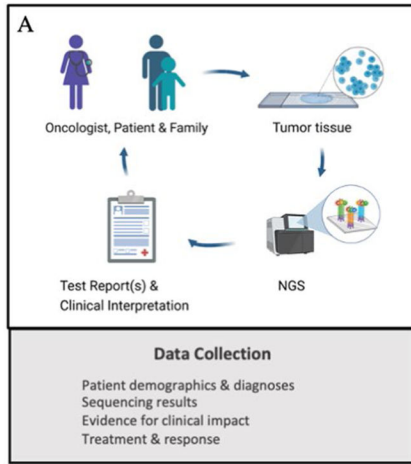 A
Oncologist, Patient & Family
Tumor tissue
Test Report(s) &
Clinical Interpretation
NGS
Data Collection
Patient demographics & diagnoses
Sequencing results
Evidence for clinical impact
Treatment & response